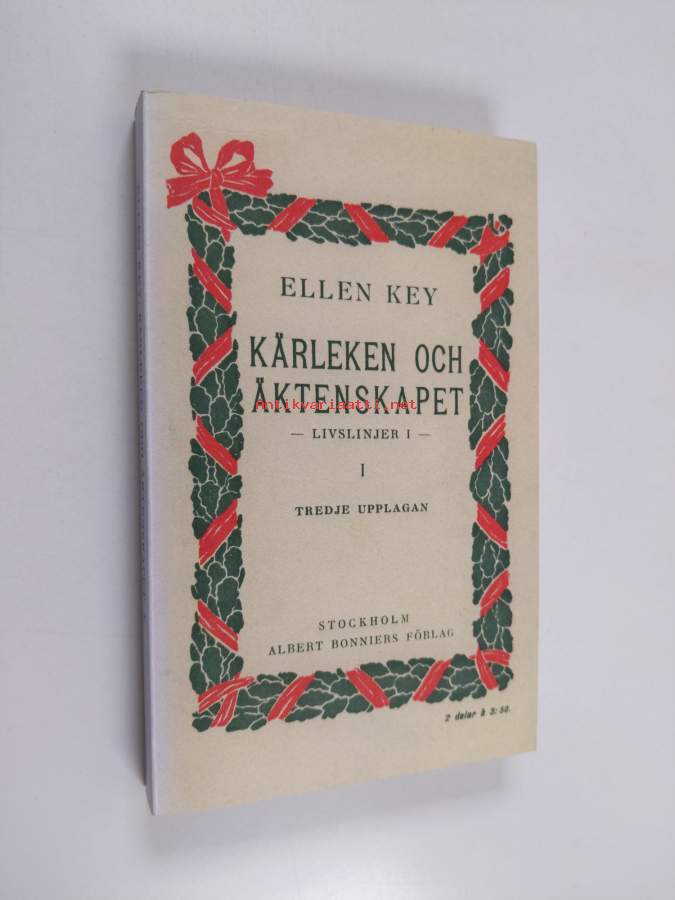 ELLEN KEY
KÄRLEKEN OCH
ÄKTENSKAPET
antikvariaatti.net
— LIVSLINJER I —
I
TREDJE UPPLAGAN
STOCKHOLM
ALBERT BONNIERS FÖRLAG
2 delar à 3: 50.